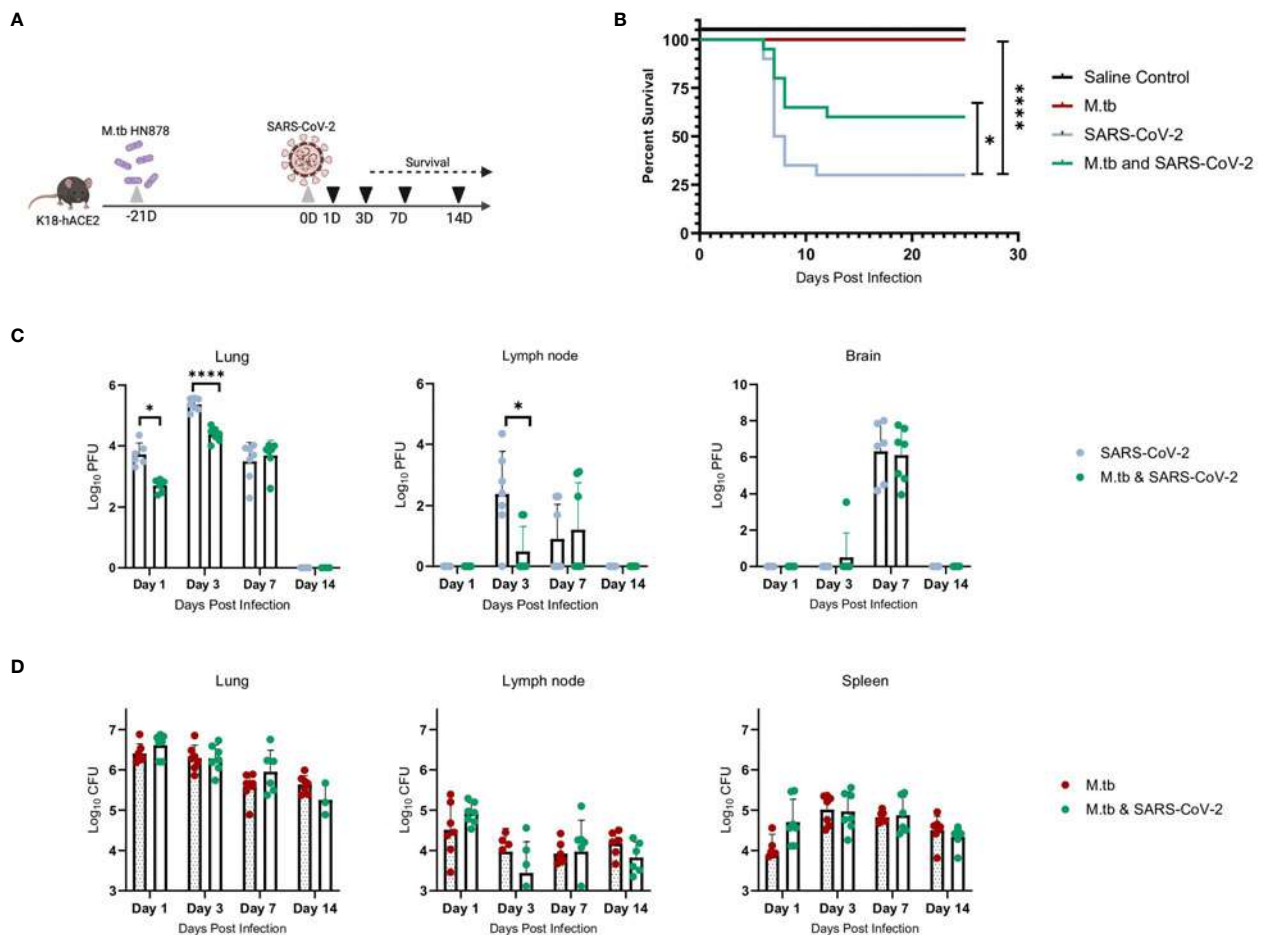 A
M.tb HN878
SARS-CoV-2
Survival
K18-hACE2
-21D
0D 1D 3D 7D 14D
B
Percent Survival
100
75
50
25
0
0 10 20 30
Days Post Infection
*
****
Saline Control
M.tb
SARS-CoV-2
M.tb and SARS-CoV-2
C
Lung
Log10 PFU
6
4
2
0
*
****
Day 1 Day 3 Day 7 Day 14
Days Post Infection
Lymph node
Log10 PFU
6
4
2
0
*
Day 1 Day 3 Day 7 Day 14
Days Post Infection
Brain
Log10 PFU
10
8
6
4
2
0
Day 1 Day 3 Day 7 Day 14
Days Post Infection
SARS-CoV-2
M.tb & SARS-CoV-2
D
Lung
Log10 CFU
7
6
5
4
3
Day 1 Day 3 Day 7 Day 14
Days Post Infection
Lymph node
Log10 CFU
7
6
5
4
3
Day 1 Day 3 Day 7 Day 14
Days Post Infection
Spleen
Log10 CFU
7
6
5
4
3
Day 1 Day 3 Day 7 Day 14
Days Post Infection
M.tb
M.tb & SARS-CoV-2